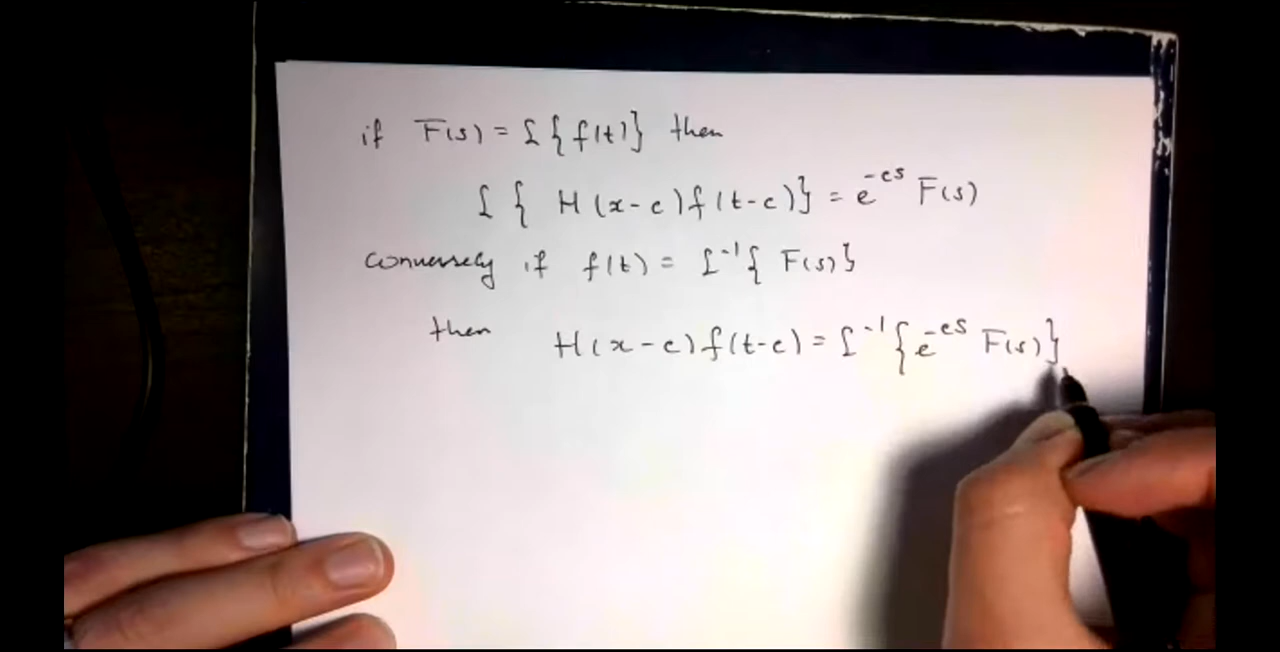 if F(s) = £{f(t)} then
£{ H(x-c)f(t-c)} = e^{-cs} F(s)
conversely if f(t) = £^{-1}{ F(s)}
then H(x-c)f(t-c) = £^{-1}{e^{-cs} F(s)}